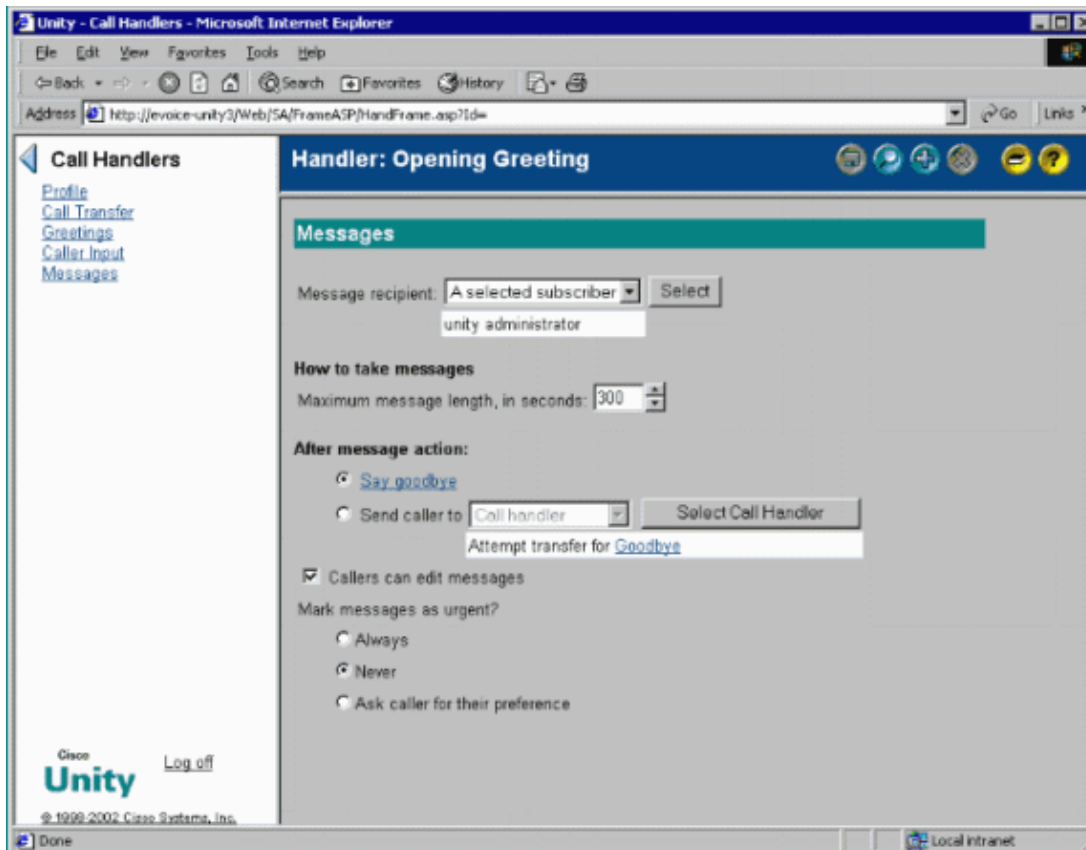 Unity - Call Handlers - Microsoft Internet Explorer
File Edit View Favorites Tools Help
Back Search Favorites History
Address http://evoice-unity3/Web/SA/FrameASP/HandFrame.asp?Id= Go Links
Call Handlers
Profile
Call Transfer
Greetings
Caller Input
Messages
Handler: Opening Greeting
?
Messages
Message recipient: A selected subscriber Select
unity administrator
How to take messages
Maximum message length, in seconds: 300
After message action:
Say goodbye
Send caller to Call handler Select Call Handler
Attempt transfer for Goodbye
Callers can edit messages
Mark messages as urgent?
Always
Never
Ask caller for their preference
Cisco
Unity
Log off
© 1998-2002 Cisco Systems, Inc.
Done Local intranet